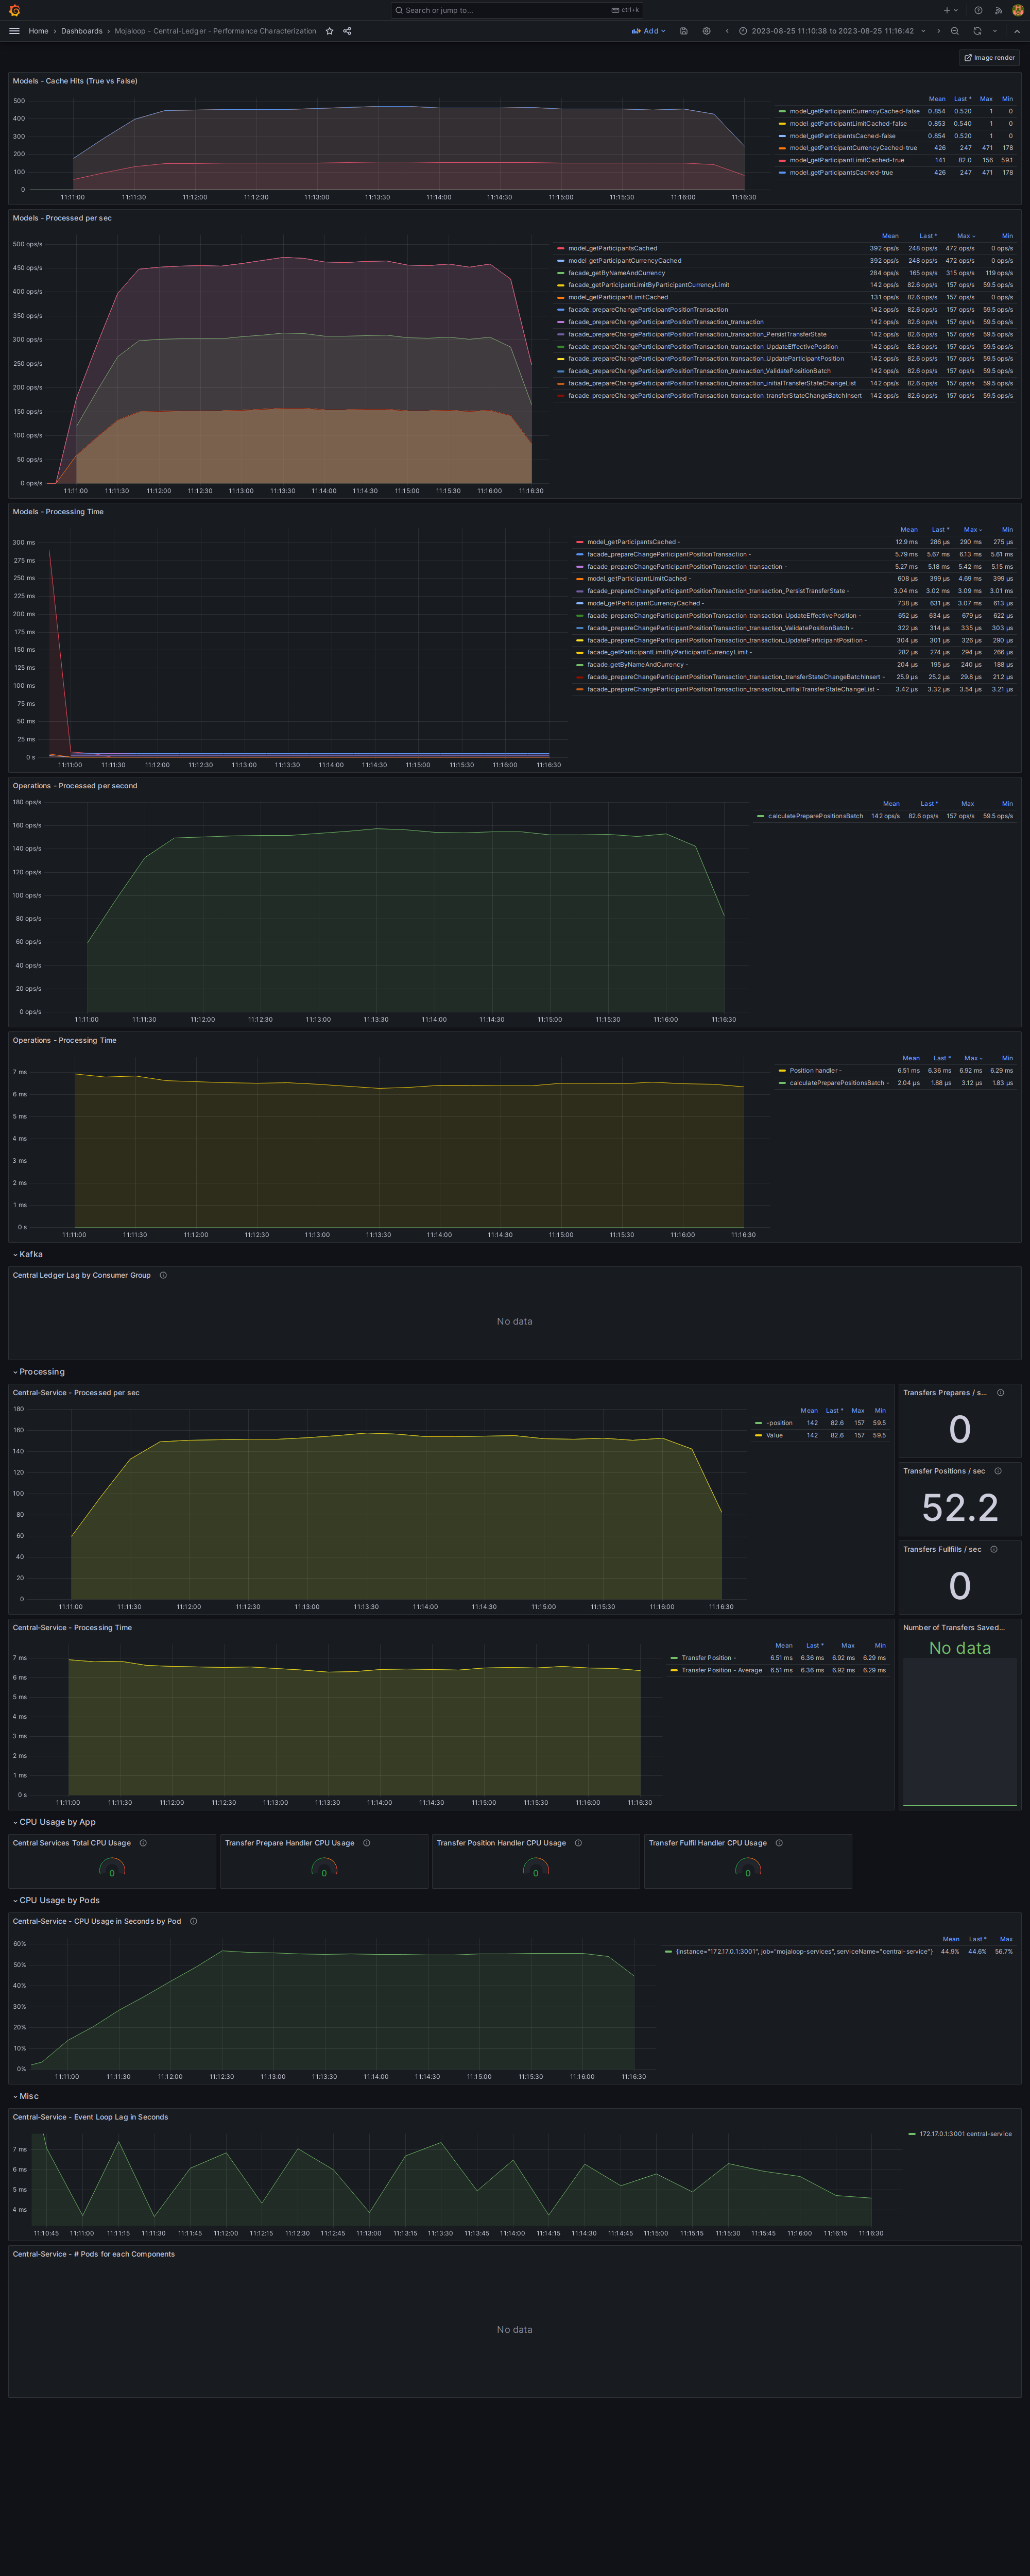 Search or jump to...
ctrl+k
Home › Dashboards › Mojaloop - Central-Ledger - Performance Characterization
Add
2023-08-25 11:10:38 to 2023-08-25 11:16:42
Image render
Models - Cache Hits (True vs False)
500
400
300
200
100
0
11:11:00 11:11:30 11:12:00 11:12:30 11:13:00 11:13:30 11:14:00 11:14:30 11:15:00 11:15:30 11:16:00 11:16:30
Mean Last * Max Min
model_getParticipantCurrencyCached-false 0.854 0.520 1 0
model_getParticipantLimitCached-false 0.853 0.540 1 0
model_getParticipantsCached-false 0.854 0.520 1 0
model_getParticipantCurrencyCached-true 426 247 471 178
model_getParticipantLimitCached-true 141 82.0 156 59.1
model_getParticipantsCached-true 426 247 471 178
Models - Processed per sec
500 ops/s
450 ops/s
400 ops/s
350 ops/s
300 ops/s
250 ops/s
200 ops/s
150 ops/s
100 ops/s
50 ops/s
0 ops/s
11:11:00 11:11:30 11:12:00 11:12:30 11:13:00 11:13:30 11:14:00 11:14:30 11:15:00 11:15:30 11:16:00 11:16:30
Mean Last * Max Min
model_getParticipantsCached 392 ops/s 248 ops/s 472 ops/s 0 ops/s
model_getParticipantCurrencyCached 392 ops/s 248 ops/s 472 ops/s 0 ops/s
facade_getByNameAndCurrency 284 ops/s 165 ops/s 315 ops/s 119 ops/s
facade_getParticipantLimitByParticipantCurrencyLimit 142 ops/s 82.6 ops/s 157 ops/s 59.5 ops/s
model_getParticipantLimitCached 131 ops/s 82.6 ops/s 157 ops/s 0 ops/s
facade_prepareChangeParticipantPositionTransaction 142 ops/s 82.6 ops/s 157 ops/s 59.5 ops/s
facade_prepareChangeParticipantPositionTransaction_transaction 142 ops/s 82.6 ops/s 157 ops/s 59.5 ops/s
facade_prepareChangeParticipantPositionTransaction_transaction_PersistTransferState 142 ops/s 82.6 ops/s 157 ops/s 59.5 ops/s
facade_prepareChangeParticipantPositionTransaction_transaction_UpdateEffectivePosition 142 ops/s 82.6 ops/s 157 ops/s 59.5 ops/s
facade_prepareChangeParticipantPositionTransaction_transaction_UpdateParticipantPosition 142 ops/s 82.6 ops/s 157 ops/s 59.5 ops/s
facade_prepareChangeParticipantPositionTransaction_transaction_ValidatePositionBatch 142 ops/s 82.6 ops/s 157 ops/s 59.5 ops/s
facade_prepareChangeParticipantPositionTransaction_transaction_initialTransferStateChangeList 142 ops/s 82.6 ops/s 157 ops/s 59.5 ops/s
facade_prepareChangeParticipantPositionTransaction_transaction_transferStateChangeBatchInsert 142 ops/s 82.6 ops/s 157 ops/s 59.5 ops/s
Models - Processing Time
300 ms
275 ms
250 ms
225 ms
200 ms
175 ms
150 ms
125 ms
100 ms
75 ms
50 ms
25 ms
0 s
11:11:00 11:11:30 11:12:00 11:12:30 11:13:00 11:13:30 11:14:00 11:14:30 11:15:00 11:15:30 11:16:00 11:16:30
Mean Last * Max Min
model_getParticipantsCached - 12.9 ms 286 µs 290 ms 275 µs
facade_prepareChangeParticipantPositionTransaction - 5.79 ms 5.67 ms 6.13 ms 5.61 ms
facade_prepareChangeParticipantPositionTransaction_transaction - 5.27 ms 5.18 ms 5.42 ms 5.15 ms
model_getParticipantLimitCached - 608 µs 399 µs 4.69 ms 399 µs
facade_prepareChangeParticipantPositionTransaction_transaction_PersistTransferState - 3.04 ms 3.02 ms 3.09 ms 3.01 ms
model_getParticipantCurrencyCached - 738 µs 631 µs 3.07 ms 613 µs
facade_prepareChangeParticipantPositionTransaction_transaction_UpdateEffectivePosition - 652 µs 634 µs 679 µs 622 µs
facade_prepareChangeParticipantPositionTransaction_transaction_ValidatePositionBatch - 322 µs 314 µs 335 µs 303 µs
facade_prepareChangeParticipantPositionTransaction_transaction_UpdateParticipantPosition - 304 µs 301 µs 326 µs 290 µs
facade_getParticipantLimitByParticipantCurrencyLimit - 282 µs 274 µs 294 µs 266 µs
facade_getByNameAndCurrency - 204 µs 195 µs 240 µs 188 µs
facade_prepareChangeParticipantPositionTransaction_transaction_transferStateChangeBatchInsert - 25.9 µs 25.2 µs 29.8 µs 21.2 µs
facade_prepareChangeParticipantPositionTransaction_transaction_initialTransferStateChangeList - 3.42 µs 3.32 µs 3.54 µs 3.21 µs
Operations - Processed per second
180 ops/s
160 ops/s
140 ops/s
120 ops/s
100 ops/s
80 ops/s
60 ops/s
40 ops/s
20 ops/s
0 ops/s
11:11:00 11:11:30 11:12:00 11:12:30 11:13:00 11:13:30 11:14:00 11:14:30 11:15:00 11:15:30 11:16:00 11:16:30
Mean Last * Max Min
calculatePreparePositionsBatch 142 ops/s 82.6 ops/s 157 ops/s 59.5 ops/s
Operations - Processing Time
7 ms
6 ms
5 ms
4 ms
3 ms
2 ms
1 ms
0 s
11:11:00 11:11:30 11:12:00 11:12:30 11:13:00 11:13:30 11:14:00 11:14:30 11:15:00 11:15:30 11:16:00 11:16:30
Mean Last * Max Min
Position handler - 6.51 ms 6.36 ms 6.92 ms 6.29 ms
calculatePreparePositionsBatch - 2.04 µs 1.88 µs 3.12 µs 1.83 µs
Kafka
Central Ledger Lag by Consumer Group
No data
Processing
Central-Service - Processed per sec
180
160
140
120
100
80
60
40
20
0
11:11:00 11:11:30 11:12:00 11:12:30 11:13:00 11:13:30 11:14:00 11:14:30 11:15:00 11:15:30 11:16:00 11:16:30
Mean Last * Max Min
-position 142 82.6 157 59.5
Value 142 82.6 157 59.5
Transfers Prepares / s...
0
Transfer Positions / sec
52.2
Transfers Fullfills / sec
0
Central-Service - Processing Time
7 ms
6 ms
5 ms
4 ms
3 ms
2 ms
1 ms
0 s
11:11:00 11:11:30 11:12:00 11:12:30 11:13:00 11:13:30 11:14:00 11:14:30 11:15:00 11:15:30 11:16:00 11:16:30
Mean Last * Max Min
Transfer Position - 6.51 ms 6.36 ms 6.92 ms 6.29 ms
Transfer Position - Average 6.51 ms 6.36 ms 6.92 ms 6.29 ms
Number of Transfers Saved...
No data
CPU Usage by App
Central Services Total CPU Usage
0
Transfer Prepare Handler CPU Usage
0
Transfer Position Handler CPU Usage
0
Transfer Fulfil Handler CPU Usage
0
CPU Usage by Pods
Central-Service - CPU Usage in Seconds by Pod
60%
50%
40%
30%
20%
10%
0%
11:11:00 11:11:30 11:12:00 11:12:30 11:13:00 11:13:30 11:14:00 11:14:30 11:15:00 11:15:30 11:16:00 11:16:30
Mean Last * Max
{instance="172.17.0.1:3001", job="mojaloop-services", serviceName="central-service"} 44.9% 44.6% 56.7%
Misc
Central-Service - Event Loop Lag in Seconds
7 ms
6 ms
5 ms
4 ms
11:10:45 11:11:00 11:11:15 11:11:30 11:11:45 11:12:00 11:12:15 11:12:30 11:12:45 11:13:00 11:13:15 11:13:30 11:13:45 11:14:00 11:14:15 11:14:30 11:14:45 11:15:00 11:15:15 11:15:30 11:15:45 11:16:00 11:16:15 11:16:30
172.17.0.1:3001 central-service
Central-Service - # Pods for each Components
No data